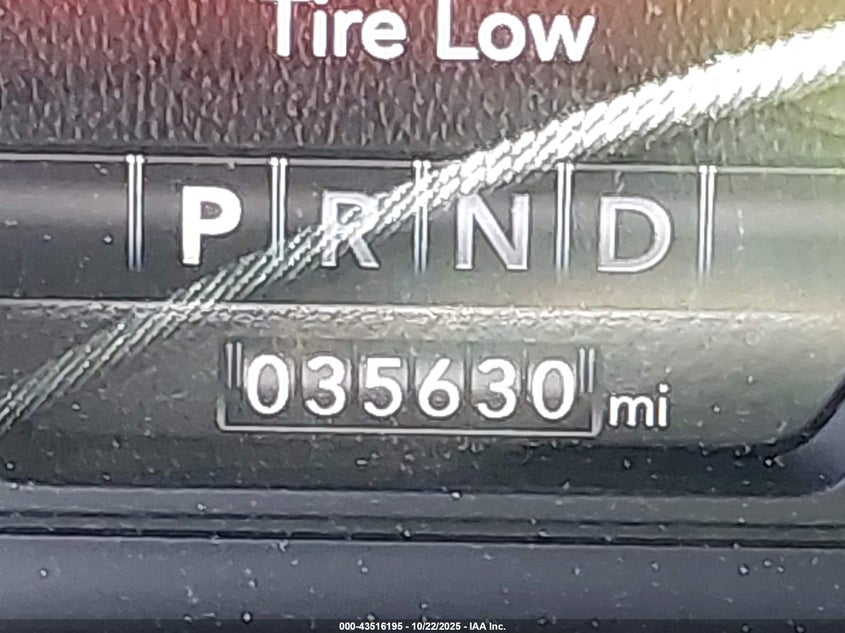 Tire Low
P R N D
035630 mi
000-43516195 - 10/22/2025 - IAA Inc.